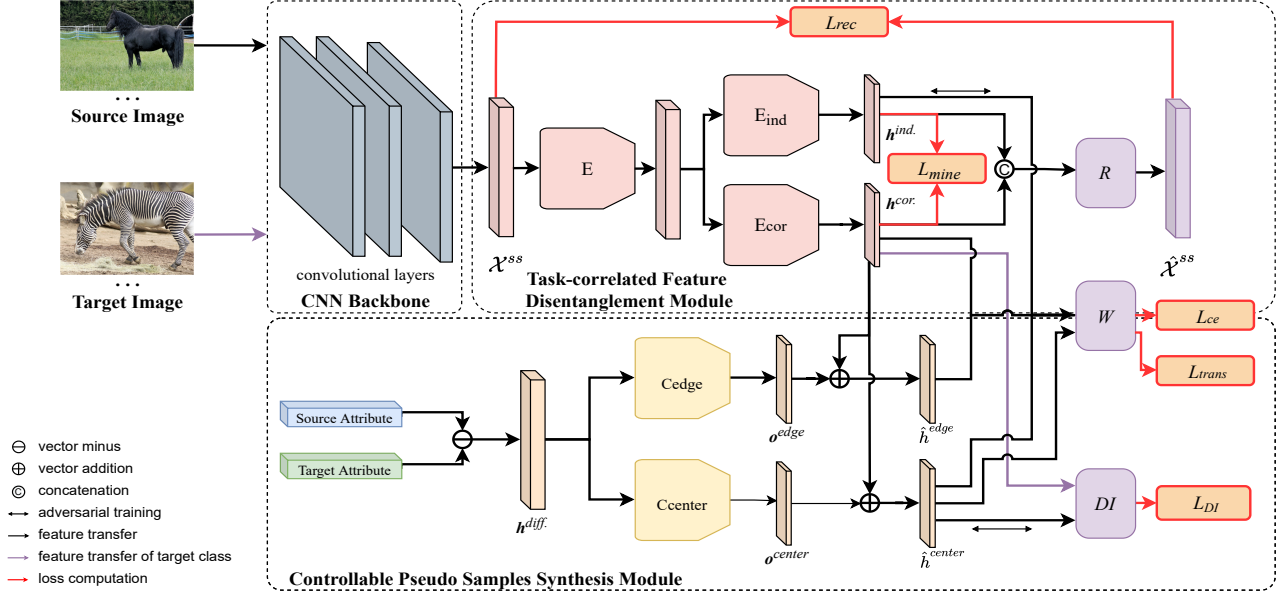 ...
Source Image
...
Target Image
convolutional layers
CNN Backbone
L_rec
E
E_ind
E_cor
h^ind.
h^cor.
L_mine
©
R
𝒳^ss
𝒳̂^ss
Task-correlated Feature
Disentanglement Module
W
L_ce
L_trans
Source Attribute
Target Attribute
h^diff.
Cedge
Ccenter
o^edge
o^center
ĥ^edge
ĥ^center
DI
L_DI
Controllable Pseudo Samples Synthesis Module
vector minus
vector addition
© concatenation
adversarial training
feature transfer
feature transfer of target class
loss computation